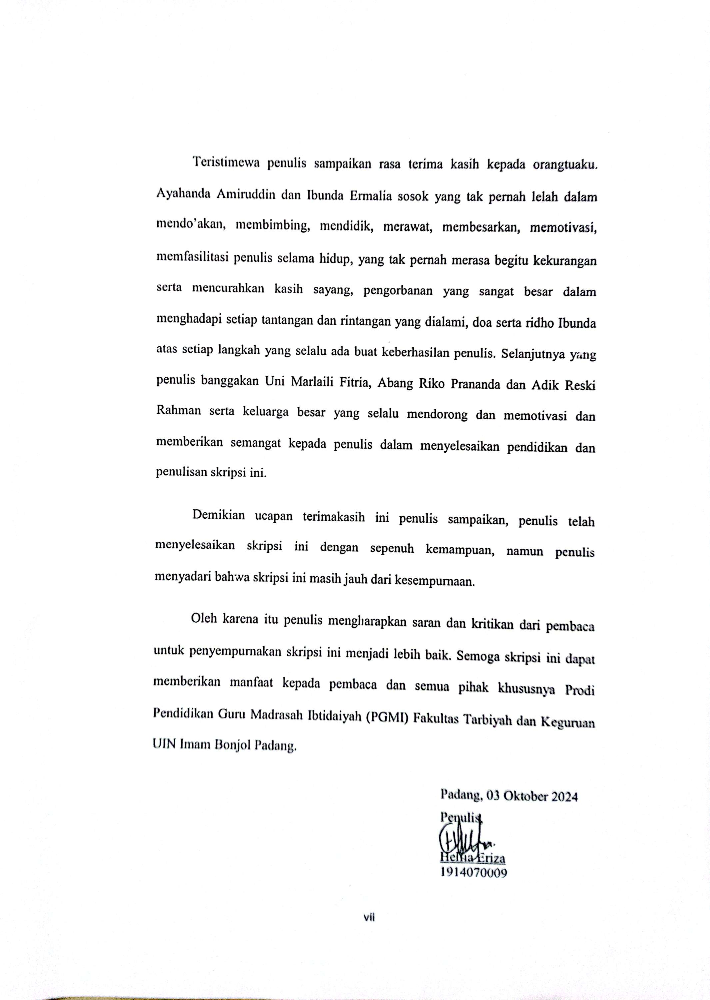 Teristimewa penulis sampaikan rasa terima kasih kepada orangtuaku.
Ayahanda Amiruddin dan Ibunda Ermalia sosok yang tak pernah lelah dalam
mendo'akan, membimbing, mendidik, merawat, membesarkan, memotivasi,
memfasilitasi penulis selama hidup, yang tak pernah merasa begitu kekurangan
serta mencurahkan kasih sayang, pengorbanan yang sangat besar dalam
menghadapi setiap tantangan dan rintangan yang dialami, doa serta ridho Ibunda
atas setiap langkah yang selalu ada buat keberhasilan penulis. Selanjutnya yang
penulis banggakan Uni Marlaili Fitria, Abang Riko Prananda dan Adik Reski
Rahman serta keluarga besar yang selalu mendorong dan memotivasi dan
memberikan semangat kepada penulis dalam menyelesaikan pendidikan dan
penulisan skripsi ini.
Demikian ucapan terimakasih ini penulis sampaikan, penulis telah
menyelesaikan skripsi ini dengan sepenuh kemampuan, namun penulis
menyadari bahwa skripsi ini masih jauh dari kesempurnaan.
Oleh karena itu penulis mengharapkan saran dan kritikan dari pembaca
untuk penyempurnakan skripsi ini menjadi lebih baik. Semoga skripsi ini dapat
memberikan manfaat kepada pembaca dan semua pihak khususnya Prodi
Pendidikan Guru Madrasah Ibtidaiyah (PGMI) Fakultas Tarbiyah dan Keguruan
UIN Imam Bonjol Padang.
Padang, 03 Oktober 2024
Penulis
Eriza
1914070009
vii